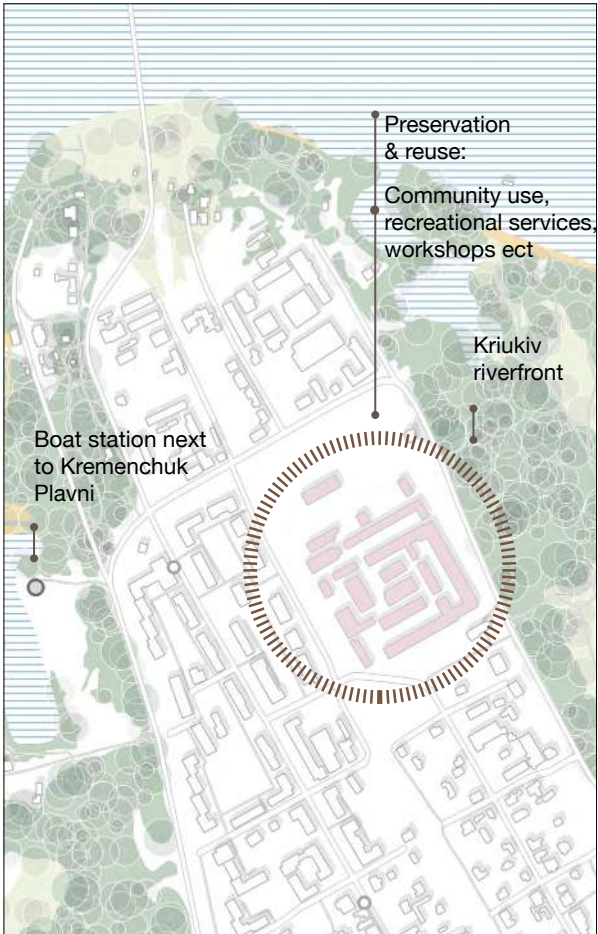 Preservation
& reuse:
Community use,
recreational services,
workshops ect
Kriukiv
riverfront
Boat station next
to Kremenchuk
Plavni